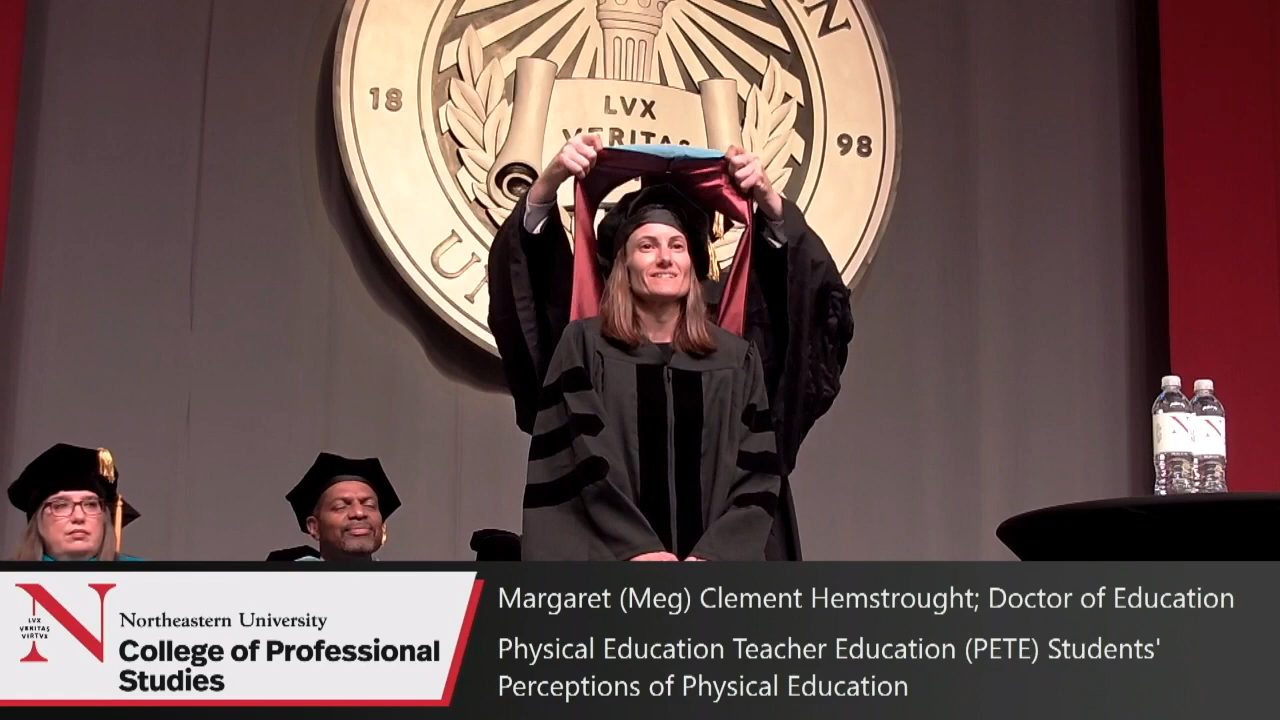 18
98
LVX
VERITAS
N
LVX
VERITAS
VIRTVS
Northeastern University
College of Professional
Studies
Margaret (Meg) Clement Hemstrought; Doctor of Education
Physical Education Teacher Education (PETE) Students'
Perceptions of Physical Education